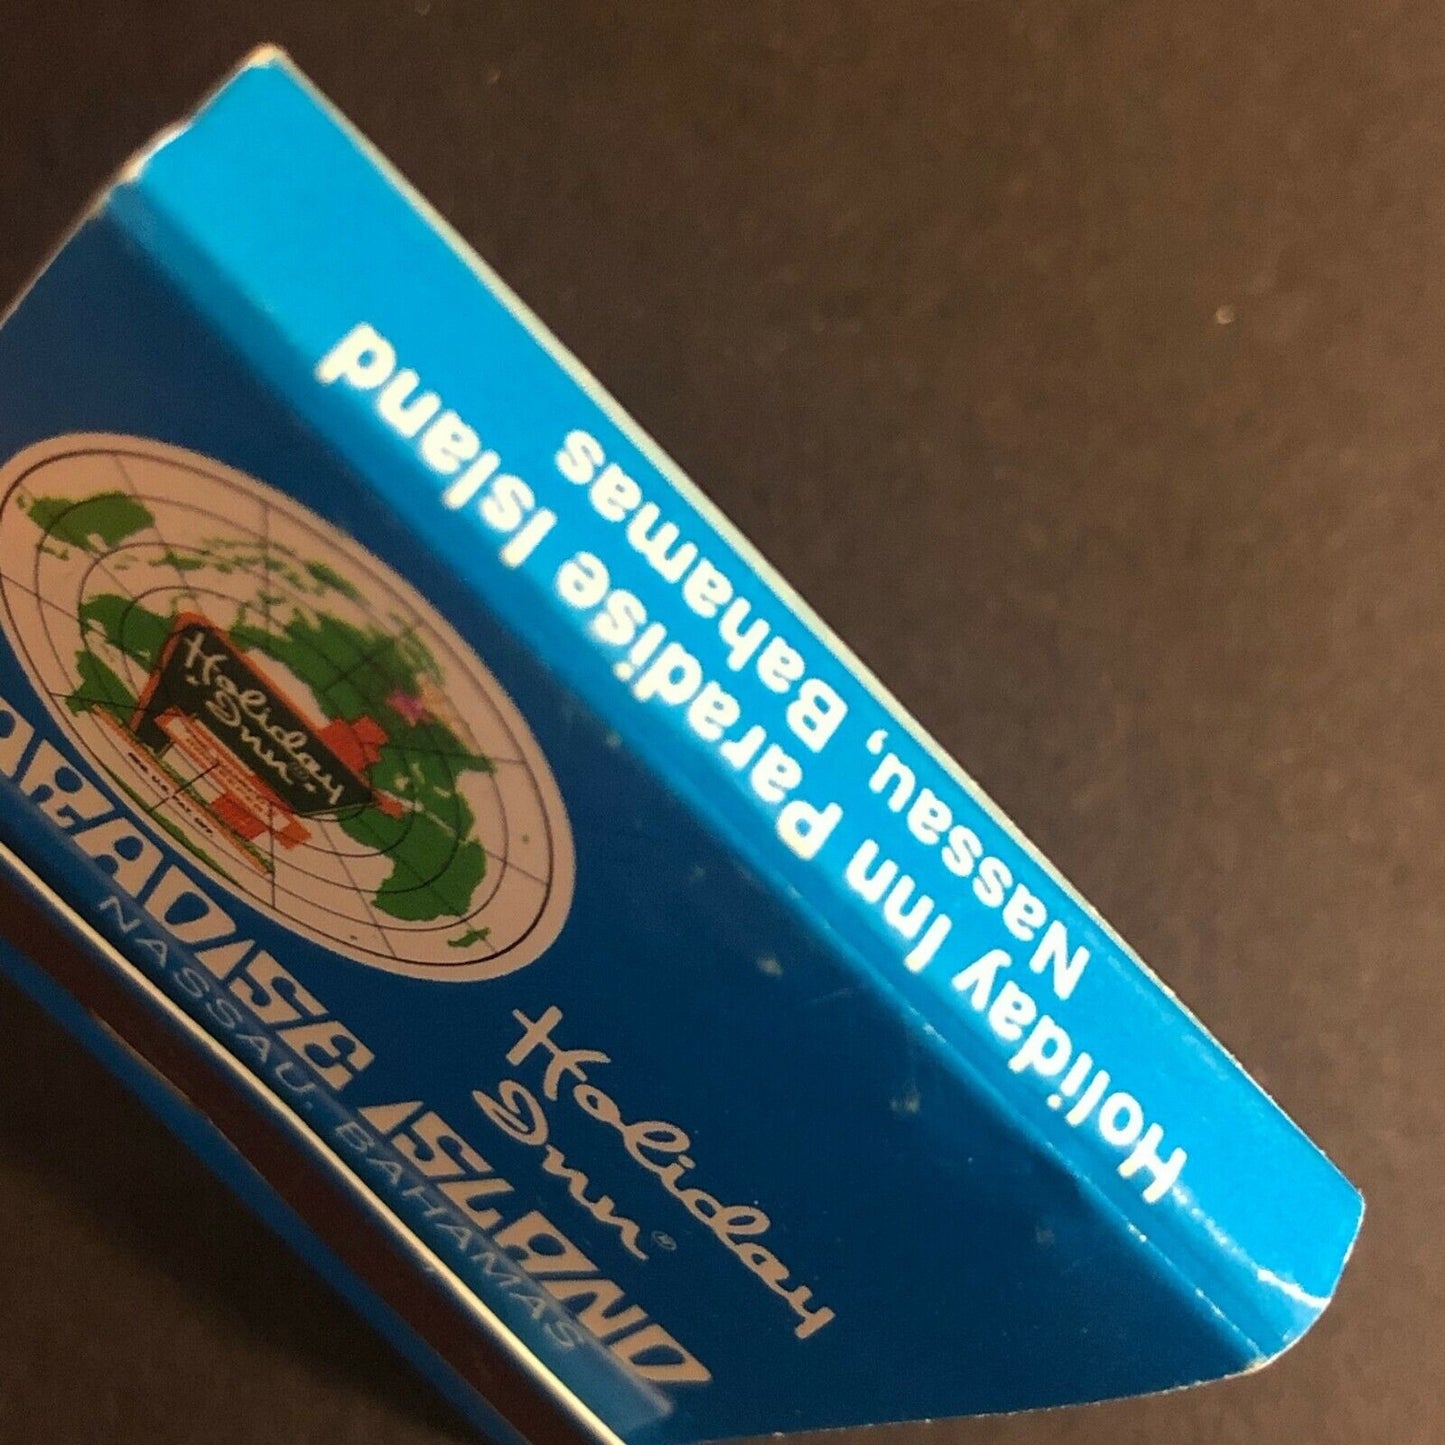 Holiday Inn Paradise Island
Nassau, Bahamas
Holiday
Inn®
Holiday
Inn®
PARADISE ISLAND
NASSAU, BAHAMAS